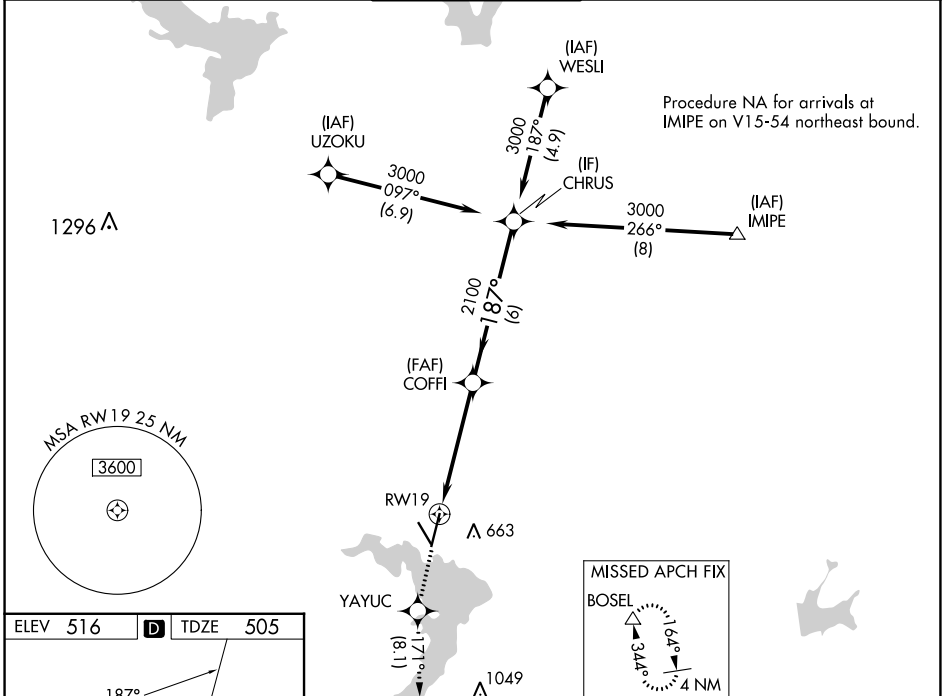 (IAF)
WESLI
Procedure NA for arrivals at
IMIPE on V15-54 northeast bound.
(IAF)
UZOKU
3000
187°
(4.9)
3000
097°
(6.9)
(IF)
CHRUS
(IAF)
IMIPE
3000
266°
(8)
1296
2100
187°
(6)
(FAF)
COFFI
MSA RW19 25 NM
3600
RW19
663
MISSED APCH FIX
BOSEL
164°
344°
4 NM
YAYUC
171°
(8.1)
1049
ELEV 516 D TDZE 505
187°